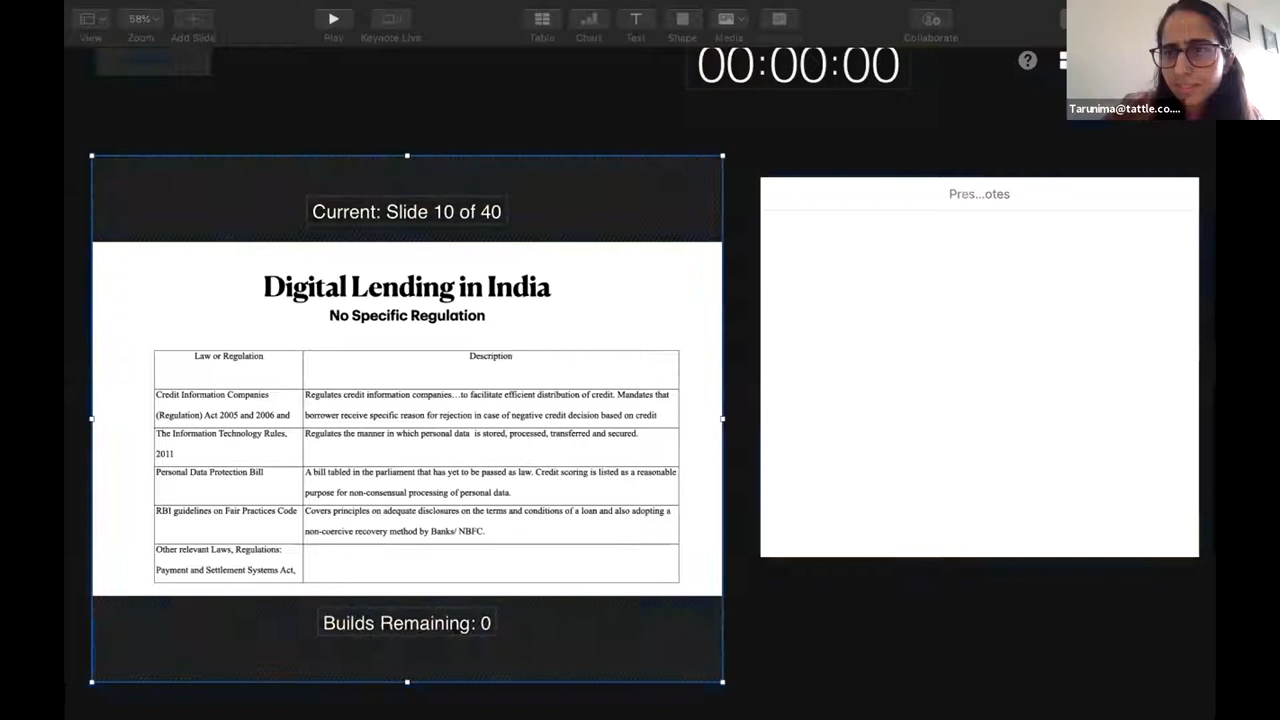 58%
View
Zoom
Add Slide
Play
Keynote Live
Table
Chart
Text
Shape
Media
Collaborate
00:00:00
?
Tarunima@tattle.co....
Current: Slide 10 of 40
Pres...otes
Digital Lending in India
No Specific Regulation
Law or Regulation
Description
Credit Information Companies
(Regulation) Act 2005 and 2006 and
Regulates credit information companies…to facilitate efficient distribution of credit. Mandates that
borrower receive specific reason for rejection in case of negative credit decision based on credit
The Information Technology Rules,
2011
Regulates the manner in which personal data is stored, processed, transferred and secured.
Personal Data Protection Bill
A bill tabled in the parliament that has yet to be passed as law. Credit scoring is listed as a reasonable
purpose for non-consensual processing of personal data.
RBI guidelines on Fair Practices Code
Covers principles on adequate disclosures on the terms and conditions of a loan and also adopting a
non-coercive recovery method by Banks/ NBFC.
Other relevant Laws, Regulations:
Payment and Settlement Systems Act,
Builds Remaining: 0